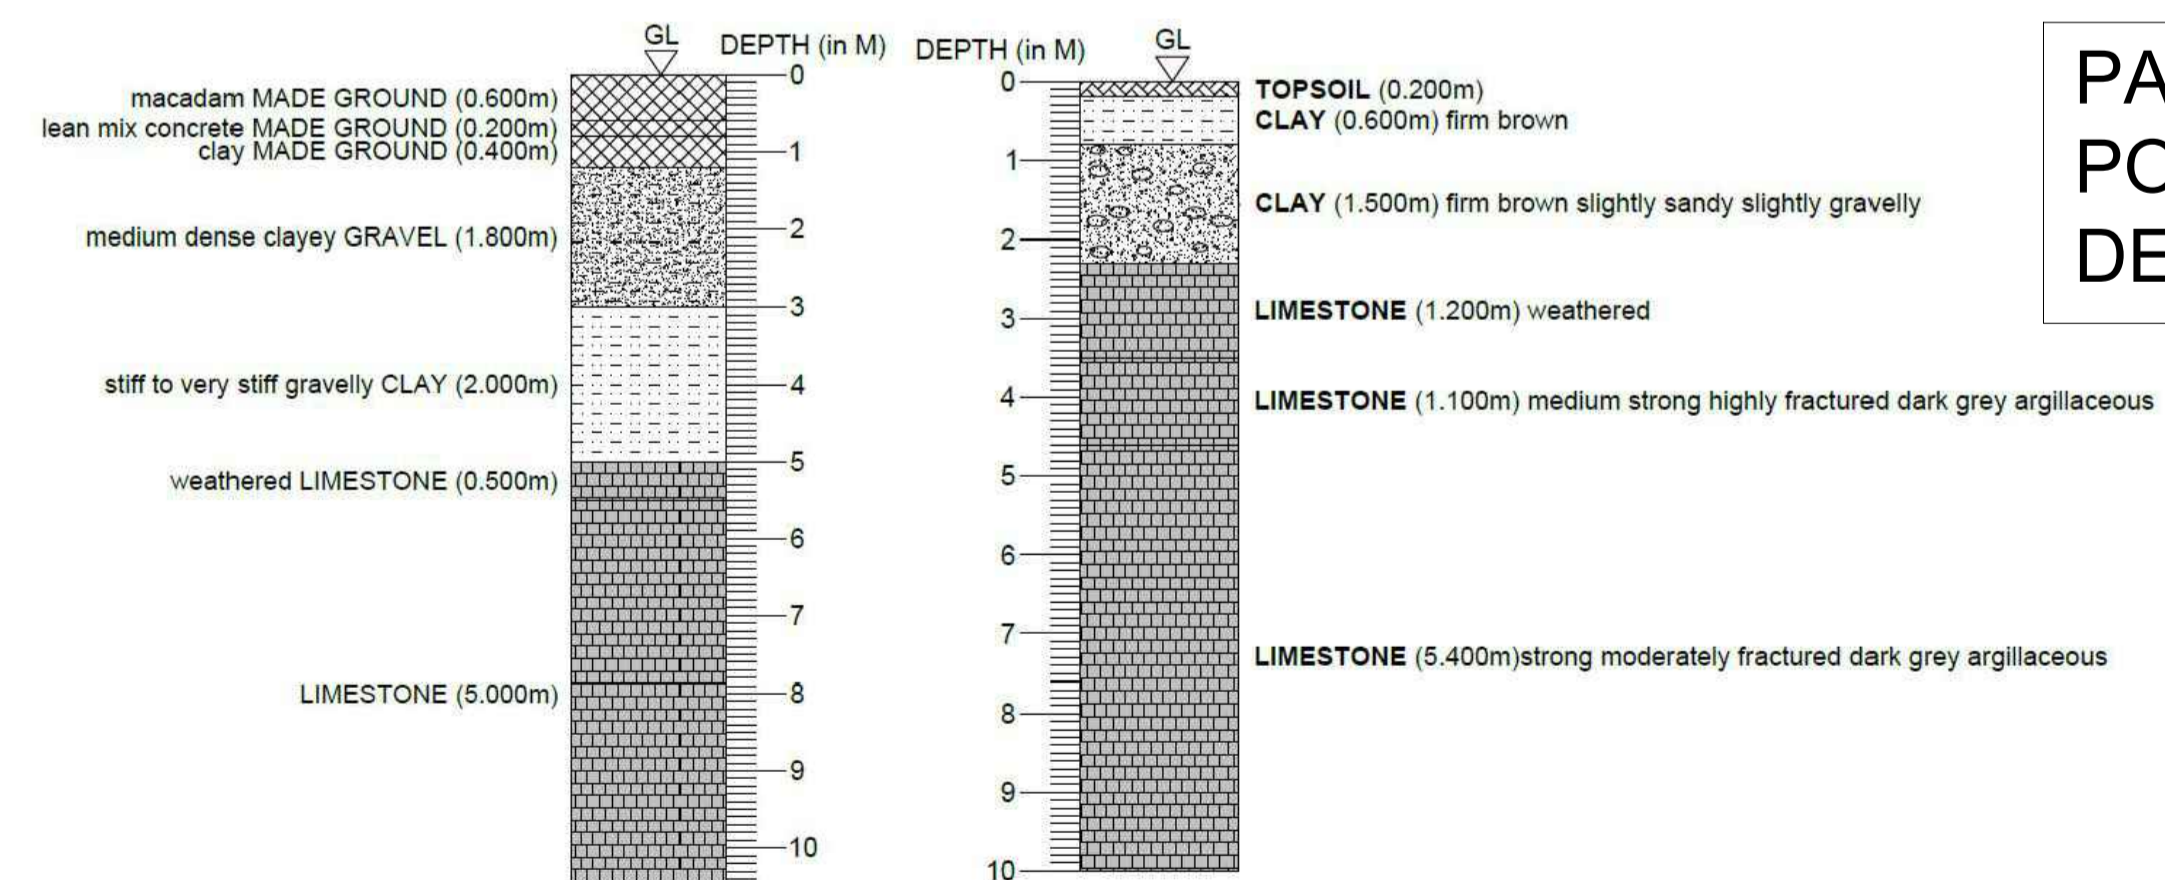 GL
DEPTH (in M)
0
macadam MADE GROUND (0.600m)
lean mix concrete MADE GROUND (0.200m)
clay MADE GROUND (0.400m)
1
medium dense clayey GRAVEL (1.800m)
2
3
stiff to very stiff gravelly CLAY (2.000m)
4
5
weathered LIMESTONE (0.500m)
6
7
LIMESTONE (5.000m)
8
9
10
DEPTH (in M)
GL
0
TOPSOIL (0.200m)
CLAY (0.600m) firm brown
1
CLAY (1.500m) firm brown slightly sandy slightly gravelly
2
LIMESTONE (1.200m) weathered
3
4
LIMESTONE (1.100m) medium strong highly fractured dark grey argillaceous
5
6
7
LIMESTONE (5.400m)strong moderately fractured dark grey argillaceous
8
9
10
PA
PO
DE